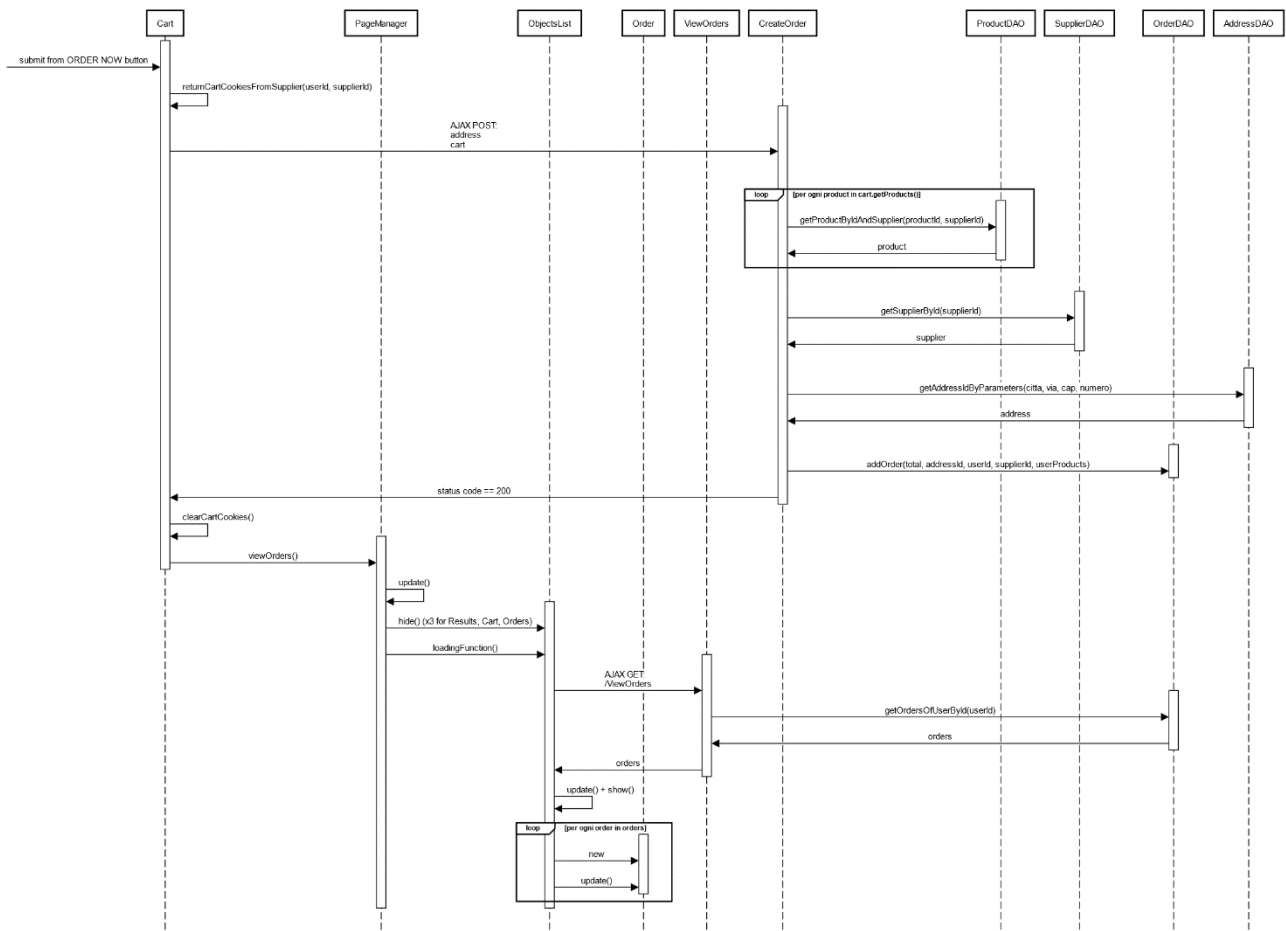 Cart
PageManager
ObjectsList
Order
ViewOrders
CreateOrder
ProductDAO
SupplierDAO
OrderDAO
AddressDAO
submit from ORDER NOW button
returnCartCookiesFromSupplier(userId, supplierId)
AJAX POST:
address
cart
loop
[per ogni product in cart.getProducts()]
getProductByIdAndSupplier(productId, supplierId)
product
getSupplierById(supplierId)
supplier
getAddressIdByParameters(citta, via, cap, numero)
address
addOrder(total, addressId, userId, supplierId, userProducts)
status code == 200
clearCartCookies()
viewOrders()
update()
hide() (x3 for Results, Cart, Orders)
loadingFunction()
AJAX GET:
/ViewOrders
getOrdersOfUserById(userId)
orders
orders
update() + show()
loop
[per ogni order in orders]
new
update()